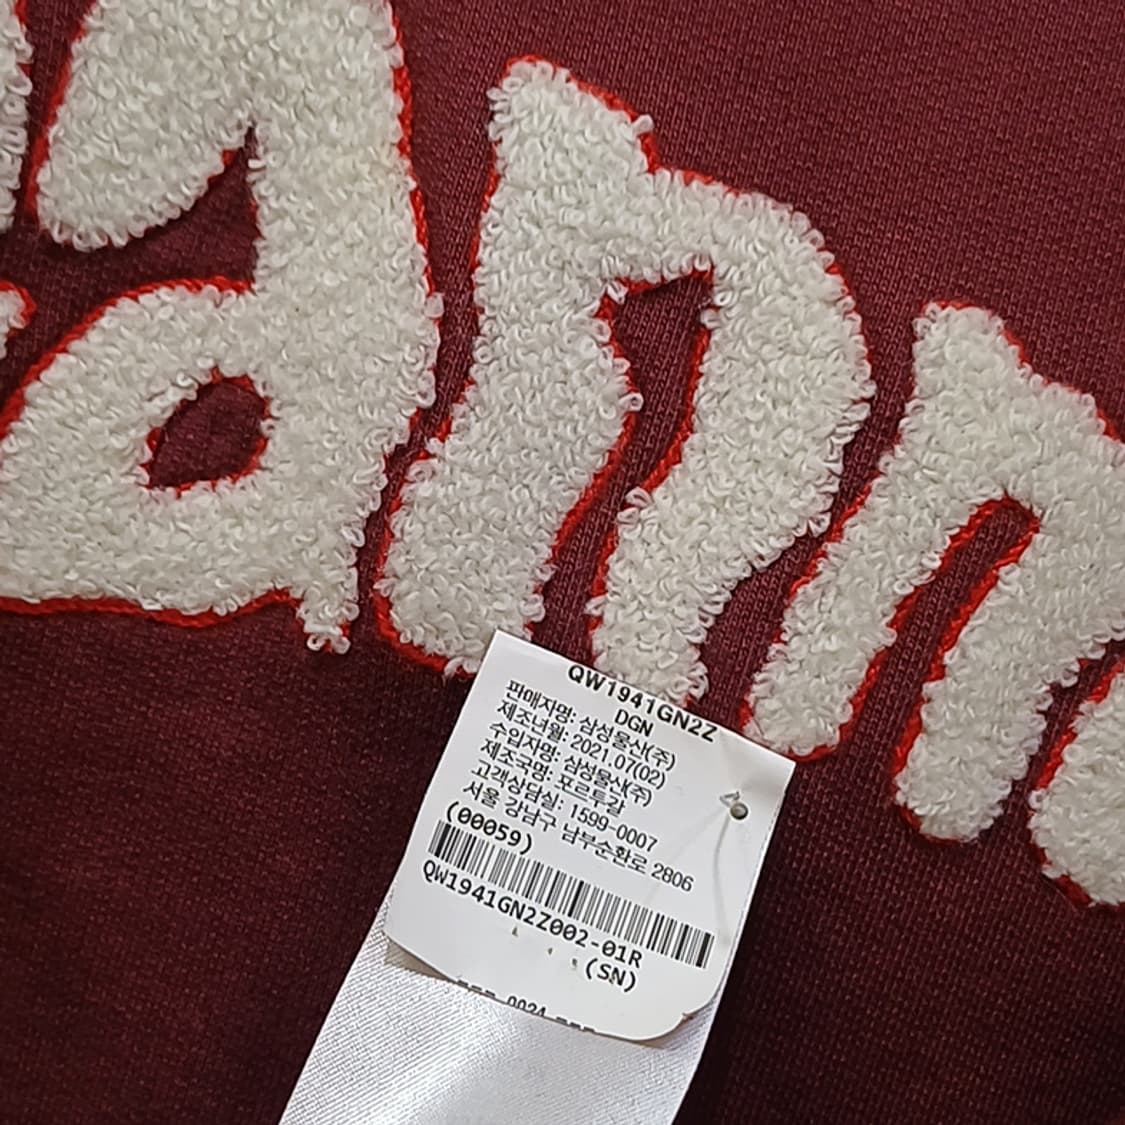 ann
QW1941GN2Z
DGN
판매자명: 삼성물산(주)
제조년월: 2021.07(02)
수입자명: 삼성물산(주)
제조국명: 포르투갈
고객상담실: 1599-0007
서울 강남구 남부순환로 2806
(00059)
QW1941GN2Z002-01R
(SN)